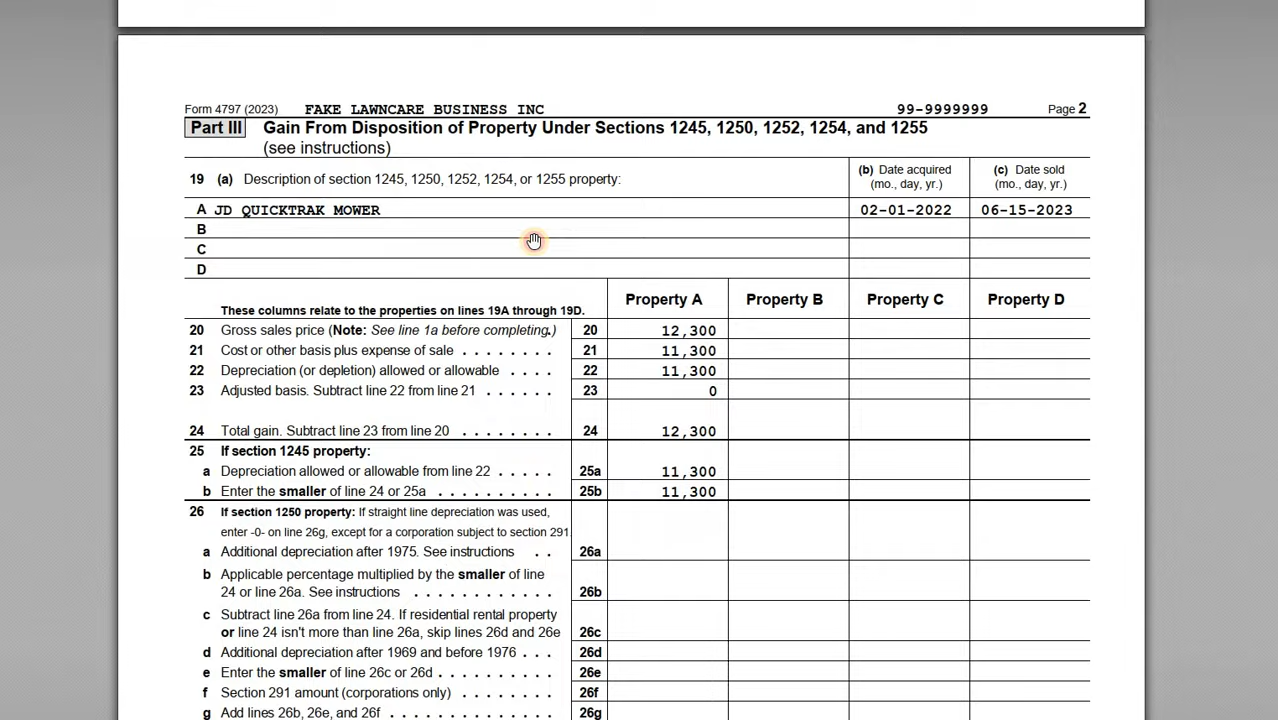 Form 4797 (2023) FAKE LAWNCARE BUSINESS INC 99-9999999 Page 2
Part III Gain From Disposition of Property Under Sections 1245, 1250, 1252, 1254, and 1255
(see instructions)
19 (a) Description of section 1245, 1250, 1252, 1254, or 1255 property: (b) Date acquired (mo., day, yr.) (c) Date sold (mo., day, yr.)
A JD QUICKTRAK MOWER 02-01-2022 06-15-2023
B
C
D
These columns relate to the properties on lines 19A through 19D. Property A Property B Property C Property D
20 Gross sales price (Note: See line 1a before completing.) 20 12,300
21 Cost or other basis plus expense of sale . . . . . . . . 21 11,300
22 Depreciation (or depletion) allowed or allowable . . . . 22 11,300
23 Adjusted basis. Subtract line 22 from line 21 . . . . . . 23 0
24 Total gain. Subtract line 23 from line 20 . . . . . . . . 24 12,300
25 If section 1245 property:
a Depreciation allowed or allowable from line 22 . . . . . 25a 11,300
b Enter the smaller of line 24 or 25a . . . . . . . . . . 25b 11,300
26 If section 1250 property: If straight line depreciation was used,
enter -0- on line 26g, except for a corporation subject to section 291.
a Additional depreciation after 1975. See instructions . . 26a
b Applicable percentage multiplied by the smaller of line
24 or line 26a. See instructions . . . . . . . . . . . . 26b
c Subtract line 26a from line 24. If residential rental property
or line 24 isn't more than line 26a, skip lines 26d and 26e 26c
d Additional depreciation after 1969 and before 1976 . . . 26d
e Enter the smaller of line 26c or 26d . . . . . . . . . . 26e
f Section 291 amount (corporations only) . . . . . . . . 26f
g Add lines 26b, 26e, and 26f . . . . . . . . . . . . . . 26g